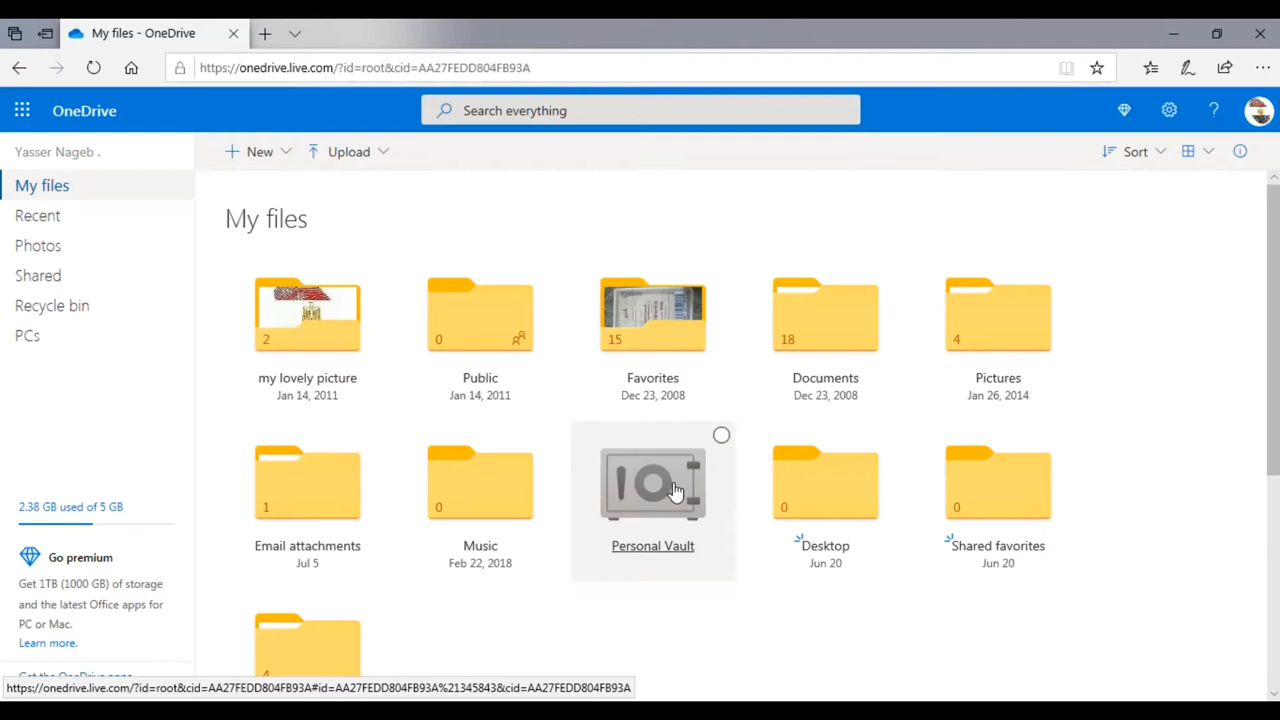 My files - OneDrive
https://onedrive.live.com/?id=root&cid=AA27FEDD804FB93A
OneDrive
Search everything
Yasser Nageb .
New
Upload
Sort
My files
Recent
Photos
Shared
Recycle bin
PCs
My files
2
0
15
18
4
my lovely picture
Public
Favorites
Documents
Pictures
Jan 14, 2011
Jan 14, 2011
Dec 23, 2008
Dec 23, 2008
Jan 26, 2014
1
0
0
0
Email attachments
Music
Personal Vault
Desktop
Shared favorites
Jul 5
Feb 22, 2018
Jun 20
Jun 20
2.38 GB used of 5 GB
Go premium
Get 1TB (1000 GB) of storage
and the latest Office apps for
PC or Mac.
Learn more.
Get the OneDrive apps
4
https://onedrive.live.com/?id=root&cid=AA27FEDD804FB93A#id=AA27FEDD804FB93A%21345843&cid=AA27FEDD804FB93A